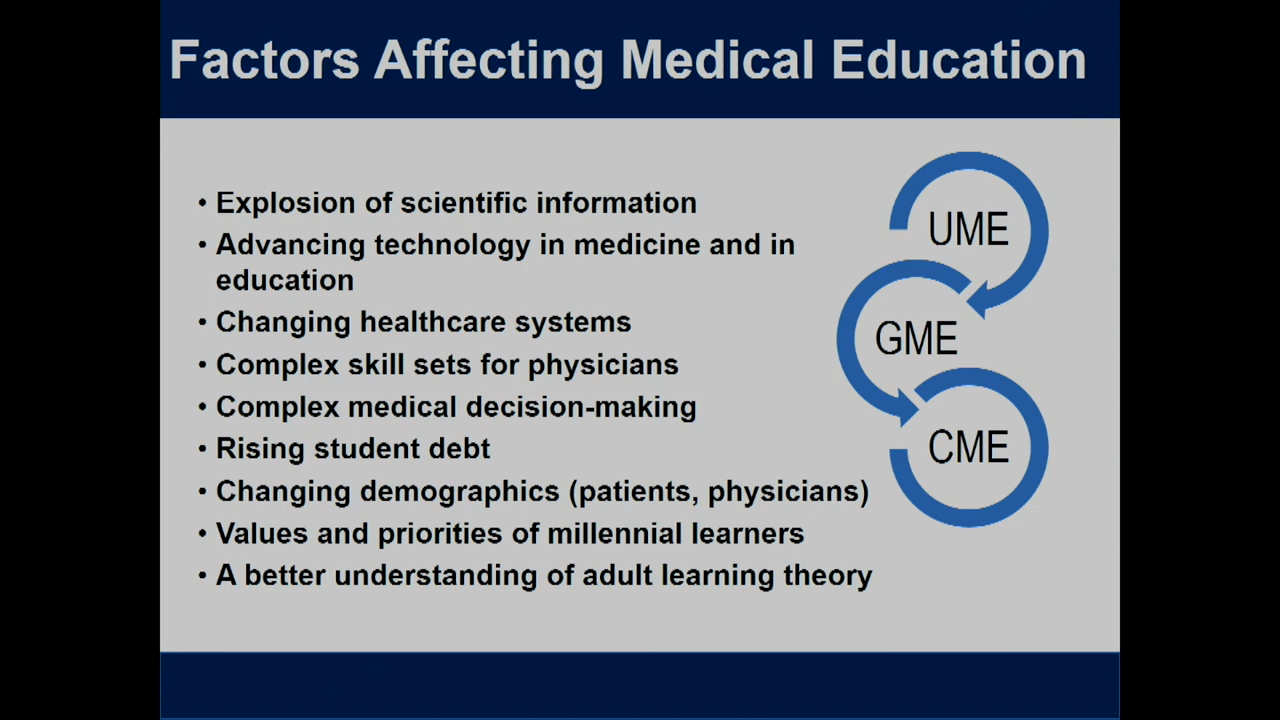 Factors Affecting Medical Education
• Explosion of scientific information
• Advancing technology in medicine and in
education
• Changing healthcare systems
• Complex skill sets for physicians
• Complex medical decision-making
• Rising student debt
• Changing demographics (patients, physicians)
• Values and priorities of millennial learners
• A better understanding of adult learning theory
UME
GME
CME